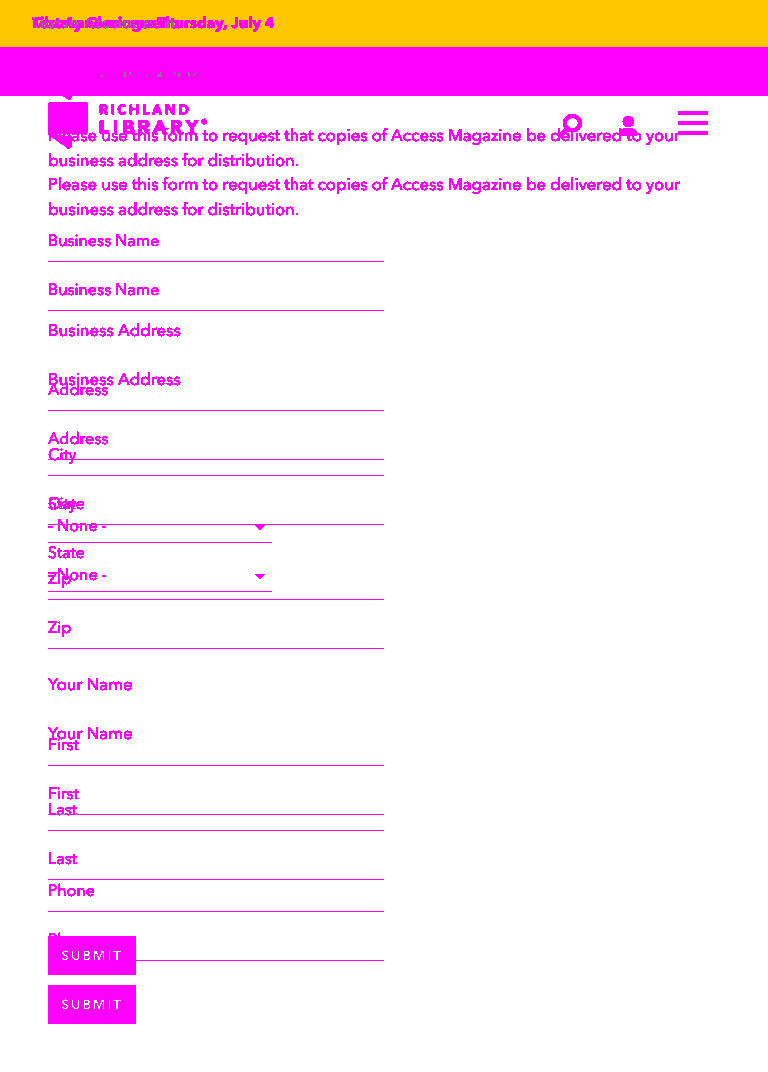 Library Closings: Thursday, July 4
RICHLAND
LIBRARY
Please use this form to request that copies of Access Magazine be delivered to your
business address for distribution.
Please use this form to request that copies of Access Magazine be delivered to your
business address for distribution.
Business Name
Business Name
Business Address
Business Address
Address
Address
City
City
State
- None -
State
- None -
Zip
Zip
Your Name
Your Name
First
First
Last
Last
Phone
SUBMIT
SUBMIT